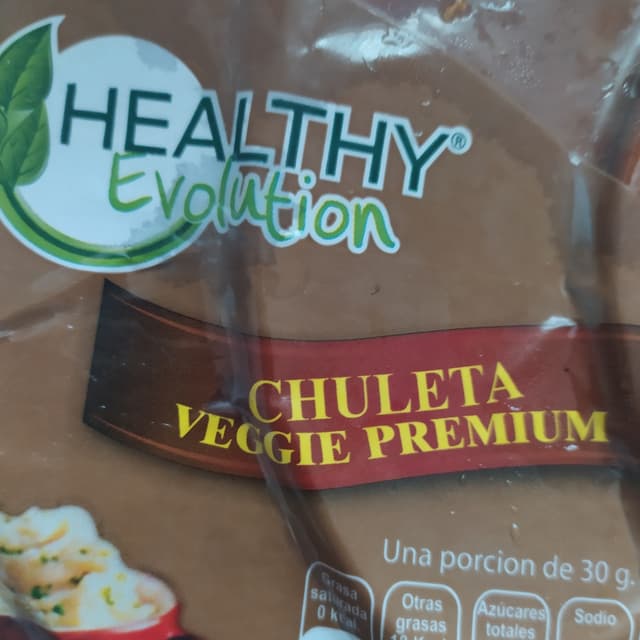 HEALTHY®
Evolution
CHULETA
VEGGIE PREMIUM
Una porcion de 30 g.
Grasa
saturada
0 Kcal
Otras
grasas
Azúcares
totales
Sodio